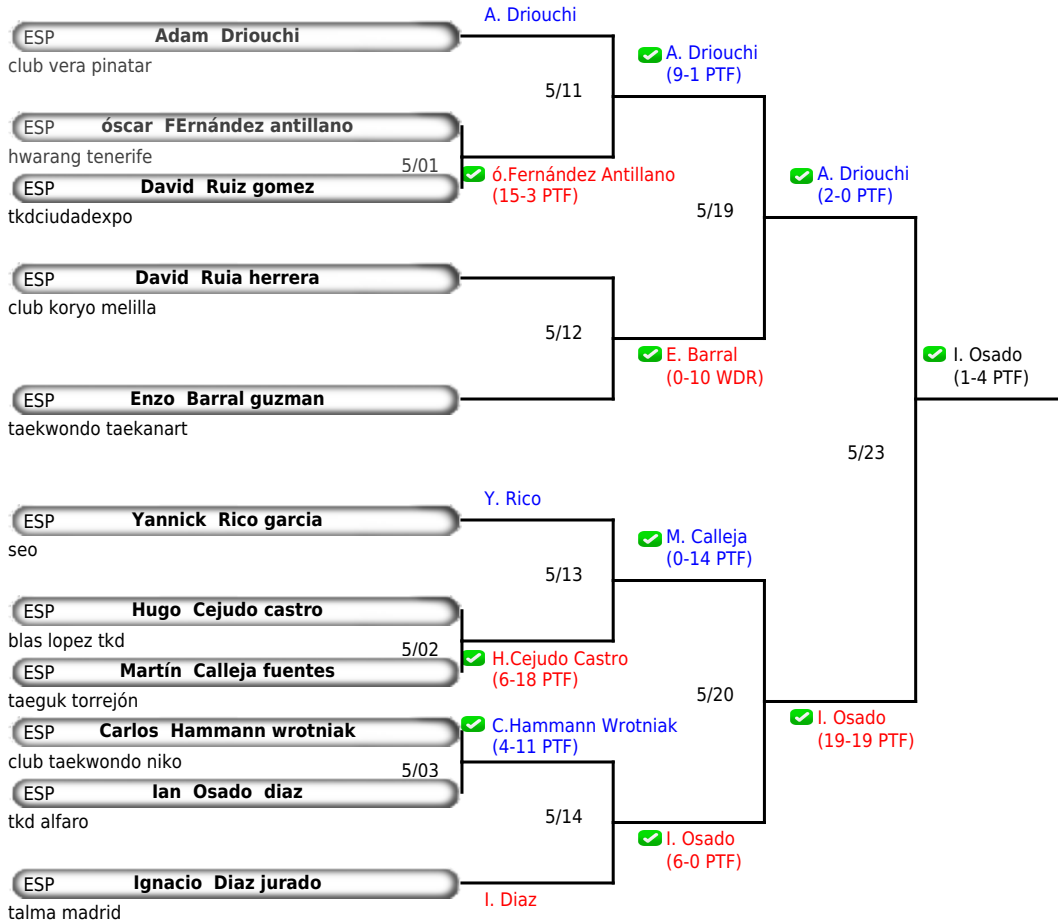 A. Driouchi
ESP Adam Driouchi
club vera pinatar
A. Driouchi
(9-1 PTF)
5/11
ESP óscar FErnández antillano
hwarang tenerife
5/01
ó.Fernández Antillano
(15-3 PTF)
ESP David Ruiz gomez
tkdciudadexpo
A. Driouchi
(2-0 PTF)
5/19
ESP David Ruia herrera
club koryo melilla
5/12
E. Barral
(0-10 WDR)
I. Osado
(1-4 PTF)
ESP Enzo Barral guzman
taekwondo taekanart
5/23
Y. Rico
ESP Yannick Rico garcia
seo
M. Calleja
(0-14 PTF)
5/13
ESP Hugo Cejudo castro
blas lopez tkd
5/02
H.Cejudo Castro
(6-18 PTF)
ESP Martín Calleja fuentes
taeguk torrejón
5/20
I. Osado
(19-19 PTF)
ESP Carlos Hammann wrotniak
club taekwondo niko
C.Hammann Wrotniak
(4-11 PTF)
5/03
ESP Ian Osado diaz
tkd alfaro
5/14
I. Osado
(6-0 PTF)
ESP Ignacio Diaz jurado
talma madrid
I. Diaz